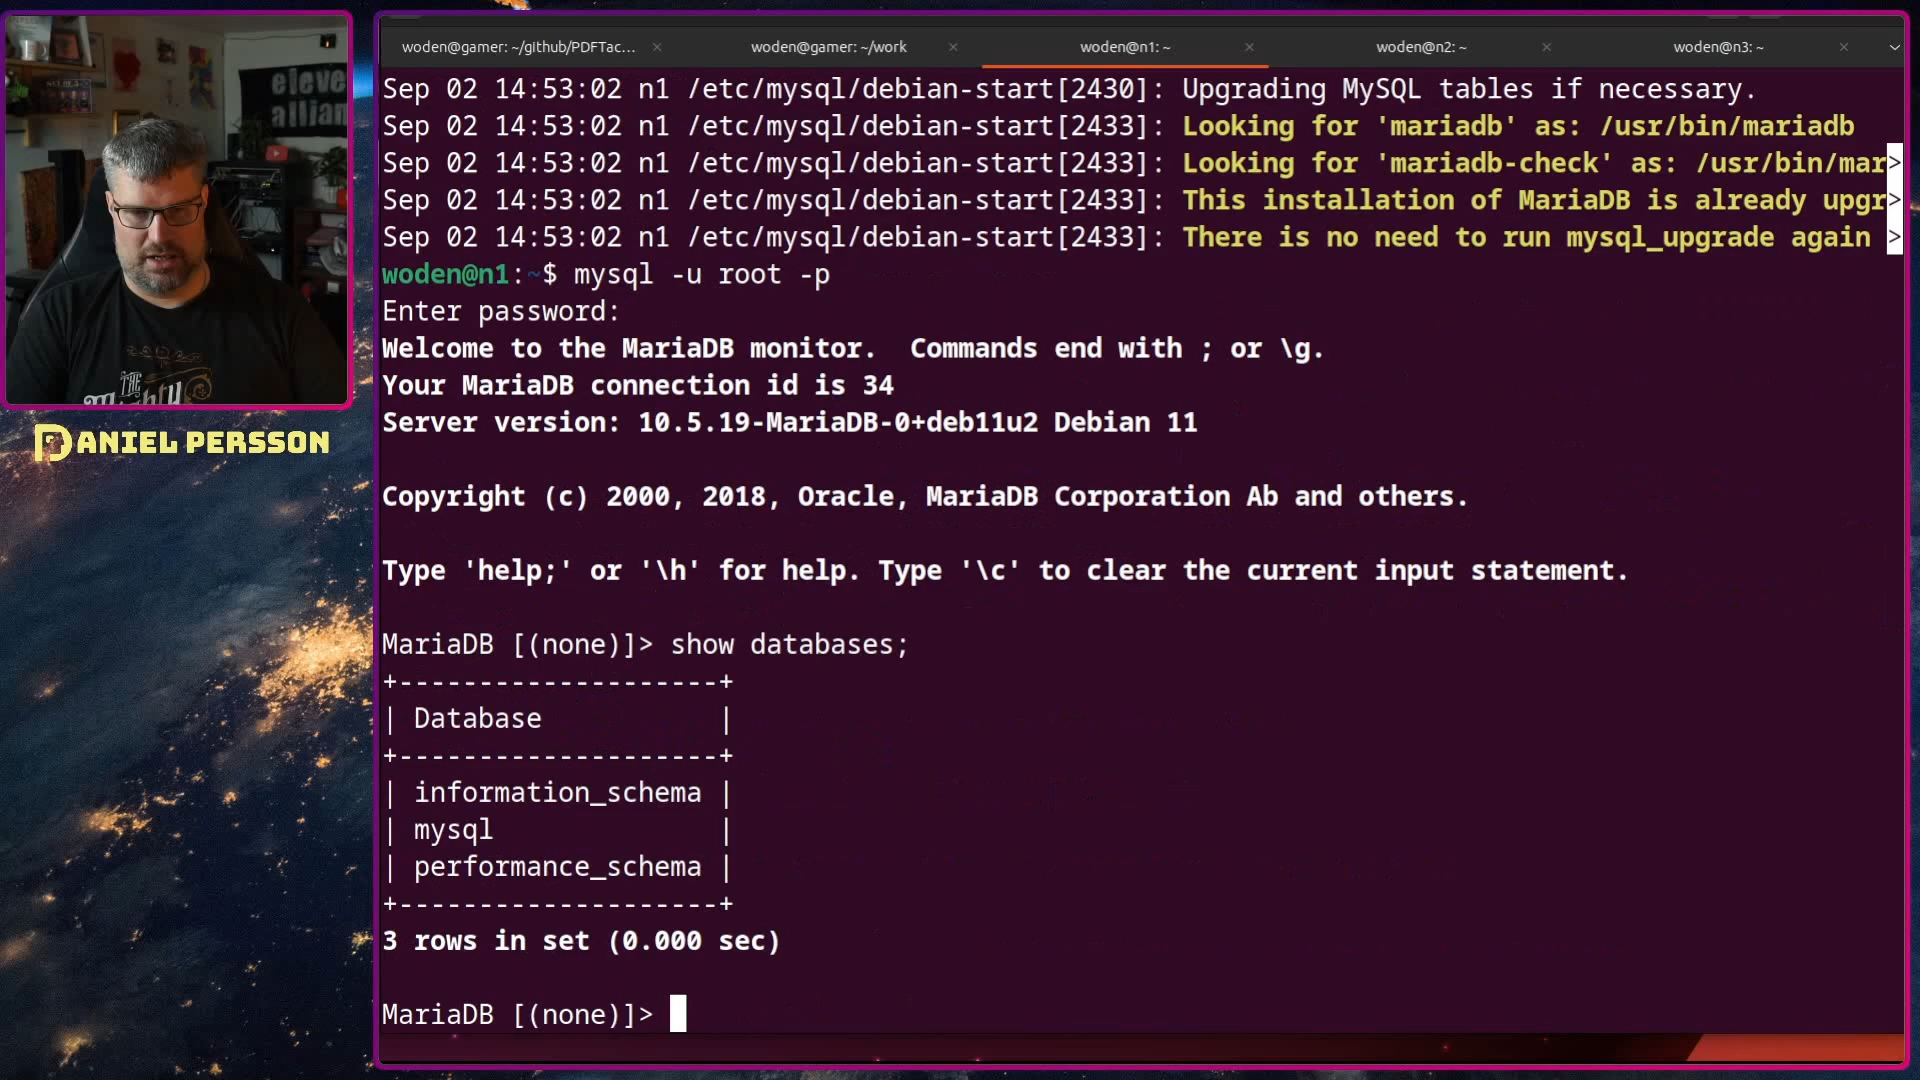 woden@gamer: ~/github/PDFTac...
woden@gamer: ~/work
woden@n1: ~
woden@n2: ~
woden@n3: ~
Sep 02 14:53:02 n1 /etc/mysql/debian-start[2430]: Upgrading MySQL tables if necessary.
Sep 02 14:53:02 n1 /etc/mysql/debian-start[2433]: Looking for 'mariadb' as: /usr/bin/mariadb
Sep 02 14:53:02 n1 /etc/mysql/debian-start[2433]: Looking for 'mariadb-check' as: /usr/bin/mar>
Sep 02 14:53:02 n1 /etc/mysql/debian-start[2433]: This installation of MariaDB is already upgr>
Sep 02 14:53:02 n1 /etc/mysql/debian-start[2433]: There is no need to run mysql_upgrade again >
woden@n1:~$ mysql -u root -p
Enter password:
Welcome to the MariaDB monitor.  Commands end with ; or \g.
Your MariaDB connection id is 34
Server version: 10.5.19-MariaDB-0+deb11u2 Debian 11
Copyright (c) 2000, 2018, Oracle, MariaDB Corporation Ab and others.
Type 'help;' or '\h' for help. Type '\c' to clear the current input statement.
MariaDB [(none)]> show databases;
+--------------------+
| Database           |
+--------------------+
| information_schema |
| mysql              |
| performance_schema |
+--------------------+
3 rows in set (0.000 sec)
MariaDB [(none)]>
eleve
allian
THE
Mighty
DANIEL PERSSON